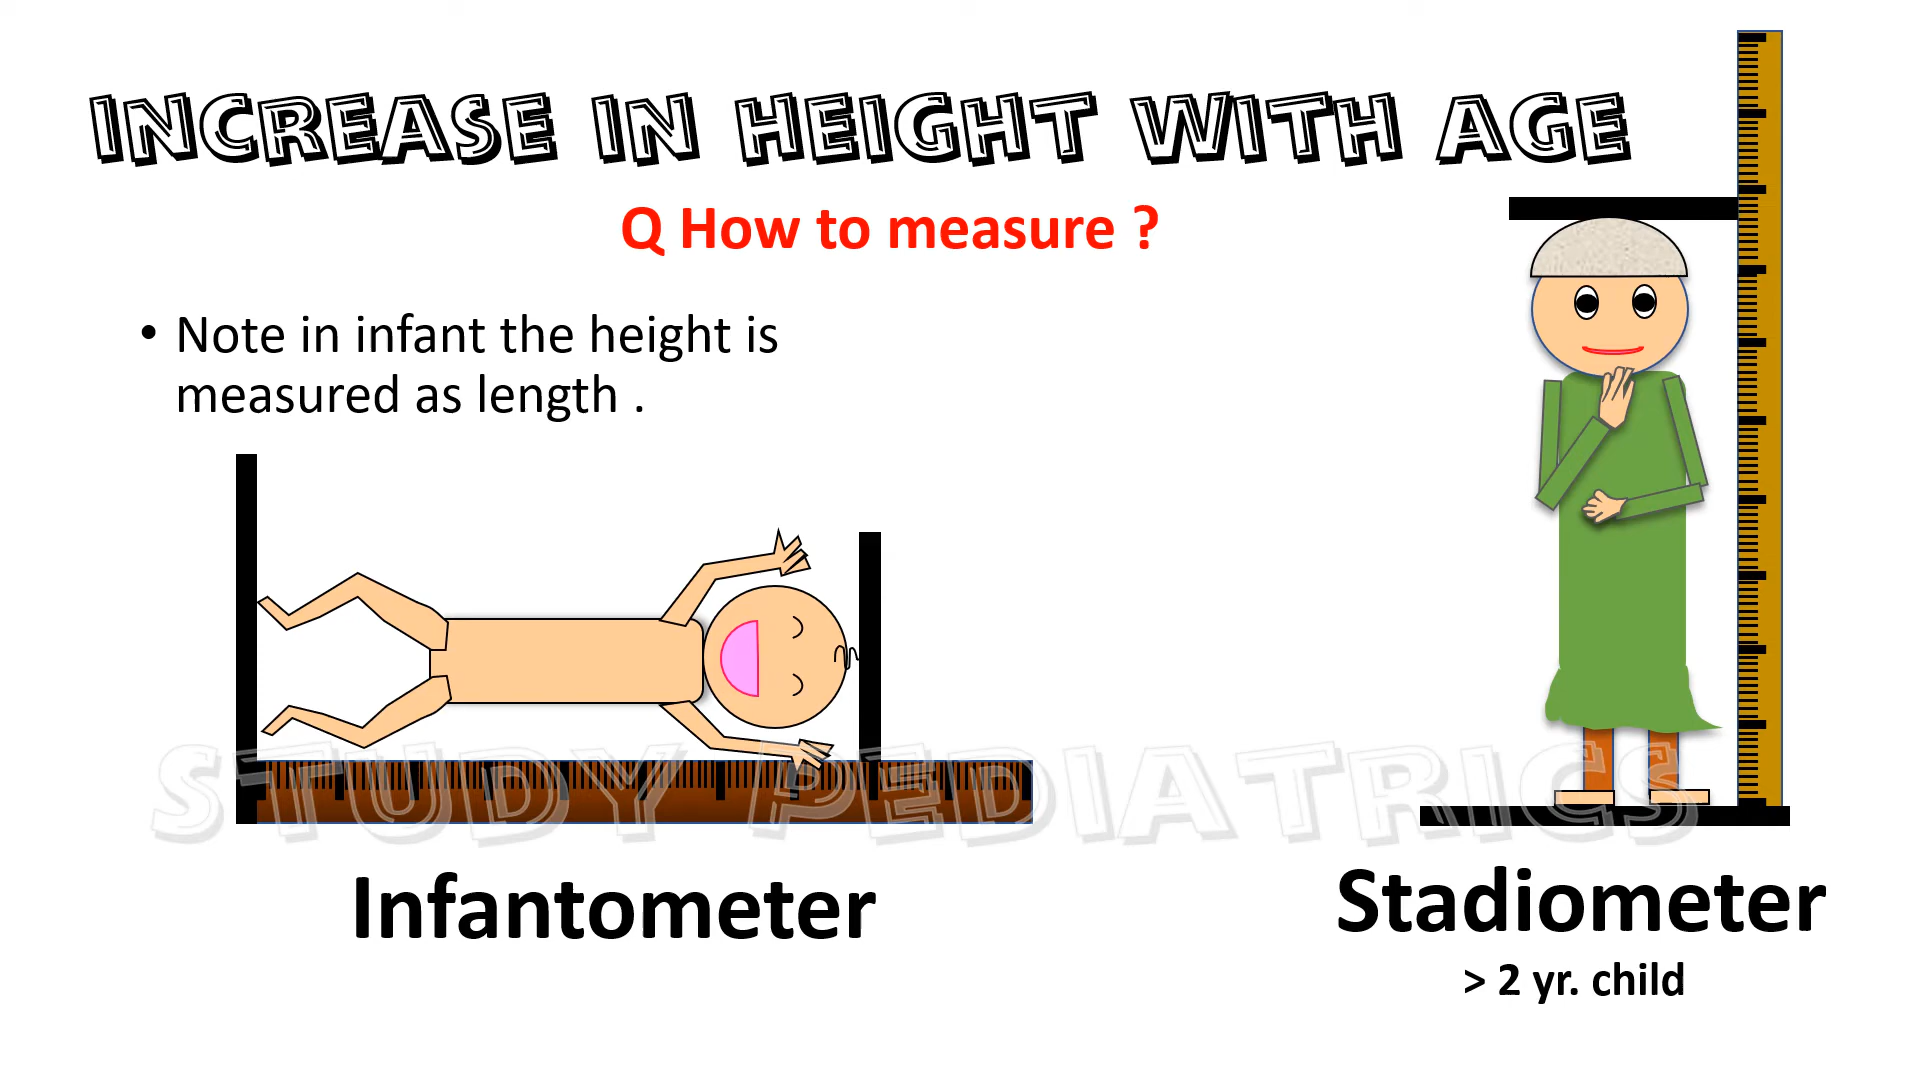 INCREASE IN HEIGHT WITH AGE
Q How to measure ?
• Note in infant the height is
measured as length .
STUDY PEDIATRICS
Infantometer
Stadiometer
> 2 yr. child